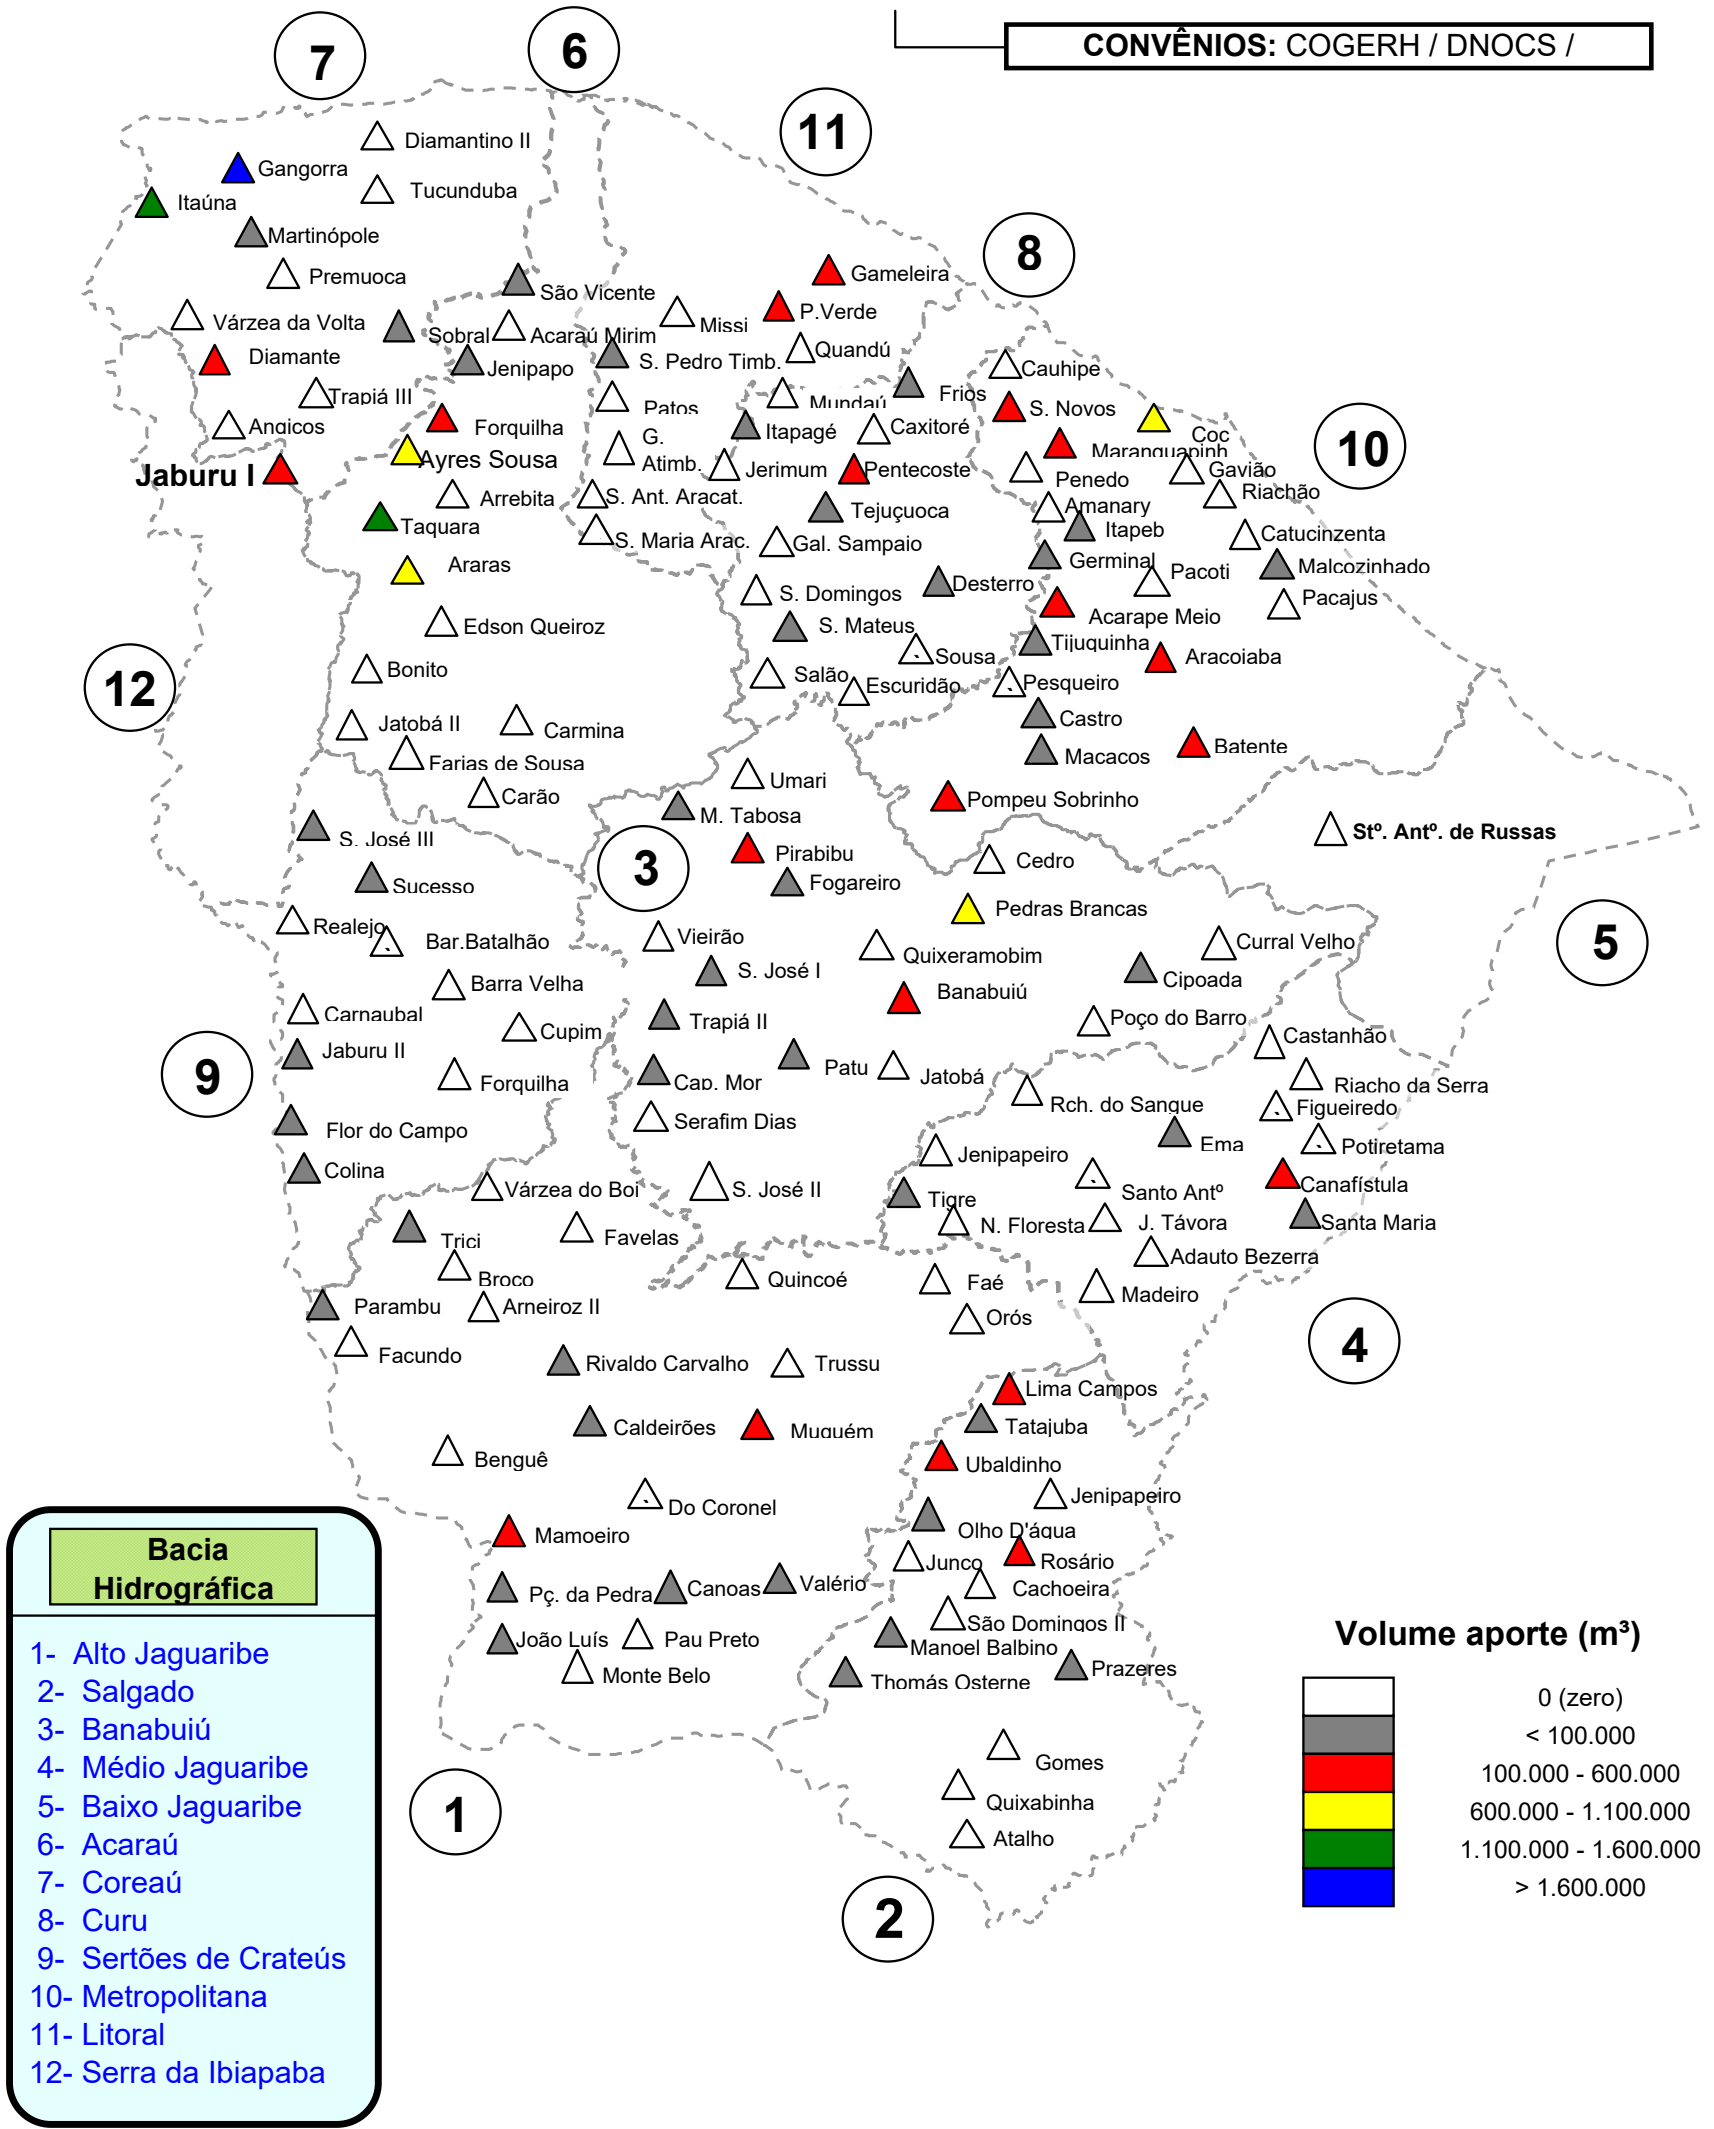 CONVÊNIOS: COGERH / DNOCS /
7
6
11
Diamantino II
Gangorra
Tucunduba
Itaúna
Martinópole
Premuoca
8
Gameleira
São Vicente
P.Verde
Várzea da Volta
Sobral
Acaraú Mirim
Missi
Diamante
Jenipapo
S. Pedro Timb.
Quandú
Cauhipe
Trapiá III
Patos
Mundaú
Frios
S. Novos
Angicos
Forquilha
Itapagé
Caxitoré
Coc
10
G.
Atimb.
Maranguapinh
Ayres Sousa
Jaburu I
Jerimum
Pentecoste
Penedo
Gavião
Arrebita
S. Ant. Aracat.
Riachão
Amanary
Taquara
Tejuçuoca
Itapeb
Catucinzenta
S. Maria Arac.
Gal. Sampaio
Germinal
Malcozinhado
Araras
Desterro
Pacoti
S. Domingos
Pacajus
Edson Queiroz
S. Mateus
Acarape Meio
Tijuquinha
Sousa
Aracoiaba
Bonito
12
Salão
Escuridão
Pesqueiro
Jatobá II
Carmina
Castro
Farias de Sousa
Macacos
Batente
Umari
Carão
Pompeu Sobrinho
M. Tabosa
S. José III
Stº. Antº. de Russas
3
Pirabibu
Cedro
Sucesso
Fogareiro
Pedras Brancas
Realejo
Bar.Batalhão
Vieirão
Quixeramobim
Curral Velho
5
S. José I
Barra Velha
Cipoada
Banabuiú
Carnaubal
Cupim
Trapiá II
Poço do Barro
Castanhão
Jaburu II
9
Patu
Jatobá
Forquilha
Cap. Mor
Riacho da Serra
Rch. do Sangue
Figueiredo
Flor do Campo
Serafim Dias
Ema
Potiretama
Jenipapeiro
Colina
Várzea do Boi
S. José II
Santo Antº
Canafístula
Tigre
N. Floresta
J. Távora
Santa Maria
Trici
Favelas
Adauto Bezerra
Broco
Quincoé
Faé
Madeiro
Parambu
Arneiroz II
Orós
4
Facundo
Rivaldo Carvalho
Trussu
Lima Campos
Caldeirões
Muquém
Tatajuba
Benguê
Ubaldinho
Do Coronel
Jenipapeiro
Mamoeiro
Olho D'água
Junco
Rosário
Pç. da Pedra
Canoas
Valério
Cachoeira
São Domingos II
João Luís
Pau Preto
Manoel Balbino
Monte Belo
Thomás Osterne
Prazeres
Gomes
Quixabinha
1
Atalho
2
Bacia
Hidrográfica
1- Alto Jaguaribe
2- Salgado
3- Banabuiú
4- Médio Jaguaribe
5- Baixo Jaguaribe
6- Acaraú
7- Coreaú
8- Curu
9- Sertões de Crateús
10- Metropolitana
11- Litoral
12- Serra da Ibiapaba
Volume aporte (m³)
0 (zero)
< 100.000
100.000 - 600.000
600.000 - 1.100.000
1.100.000 - 1.600.000
> 1.600.000